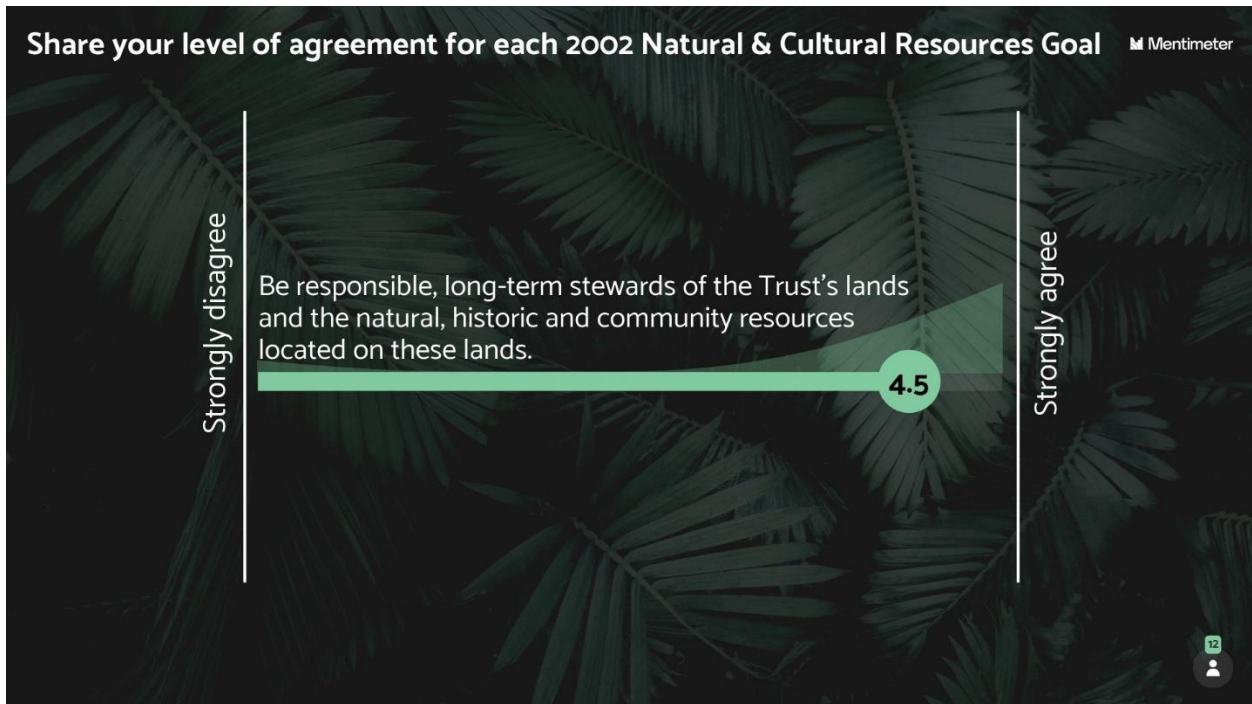 Share your level of agreement for each 2002 Natural & Cultural Resources Goal
Mentimeter
Strongly disagree
Be responsible, long-term stewards of the Trust’s lands
and the natural, historic and community resources
located on these lands.
4.5
Strongly agree
12